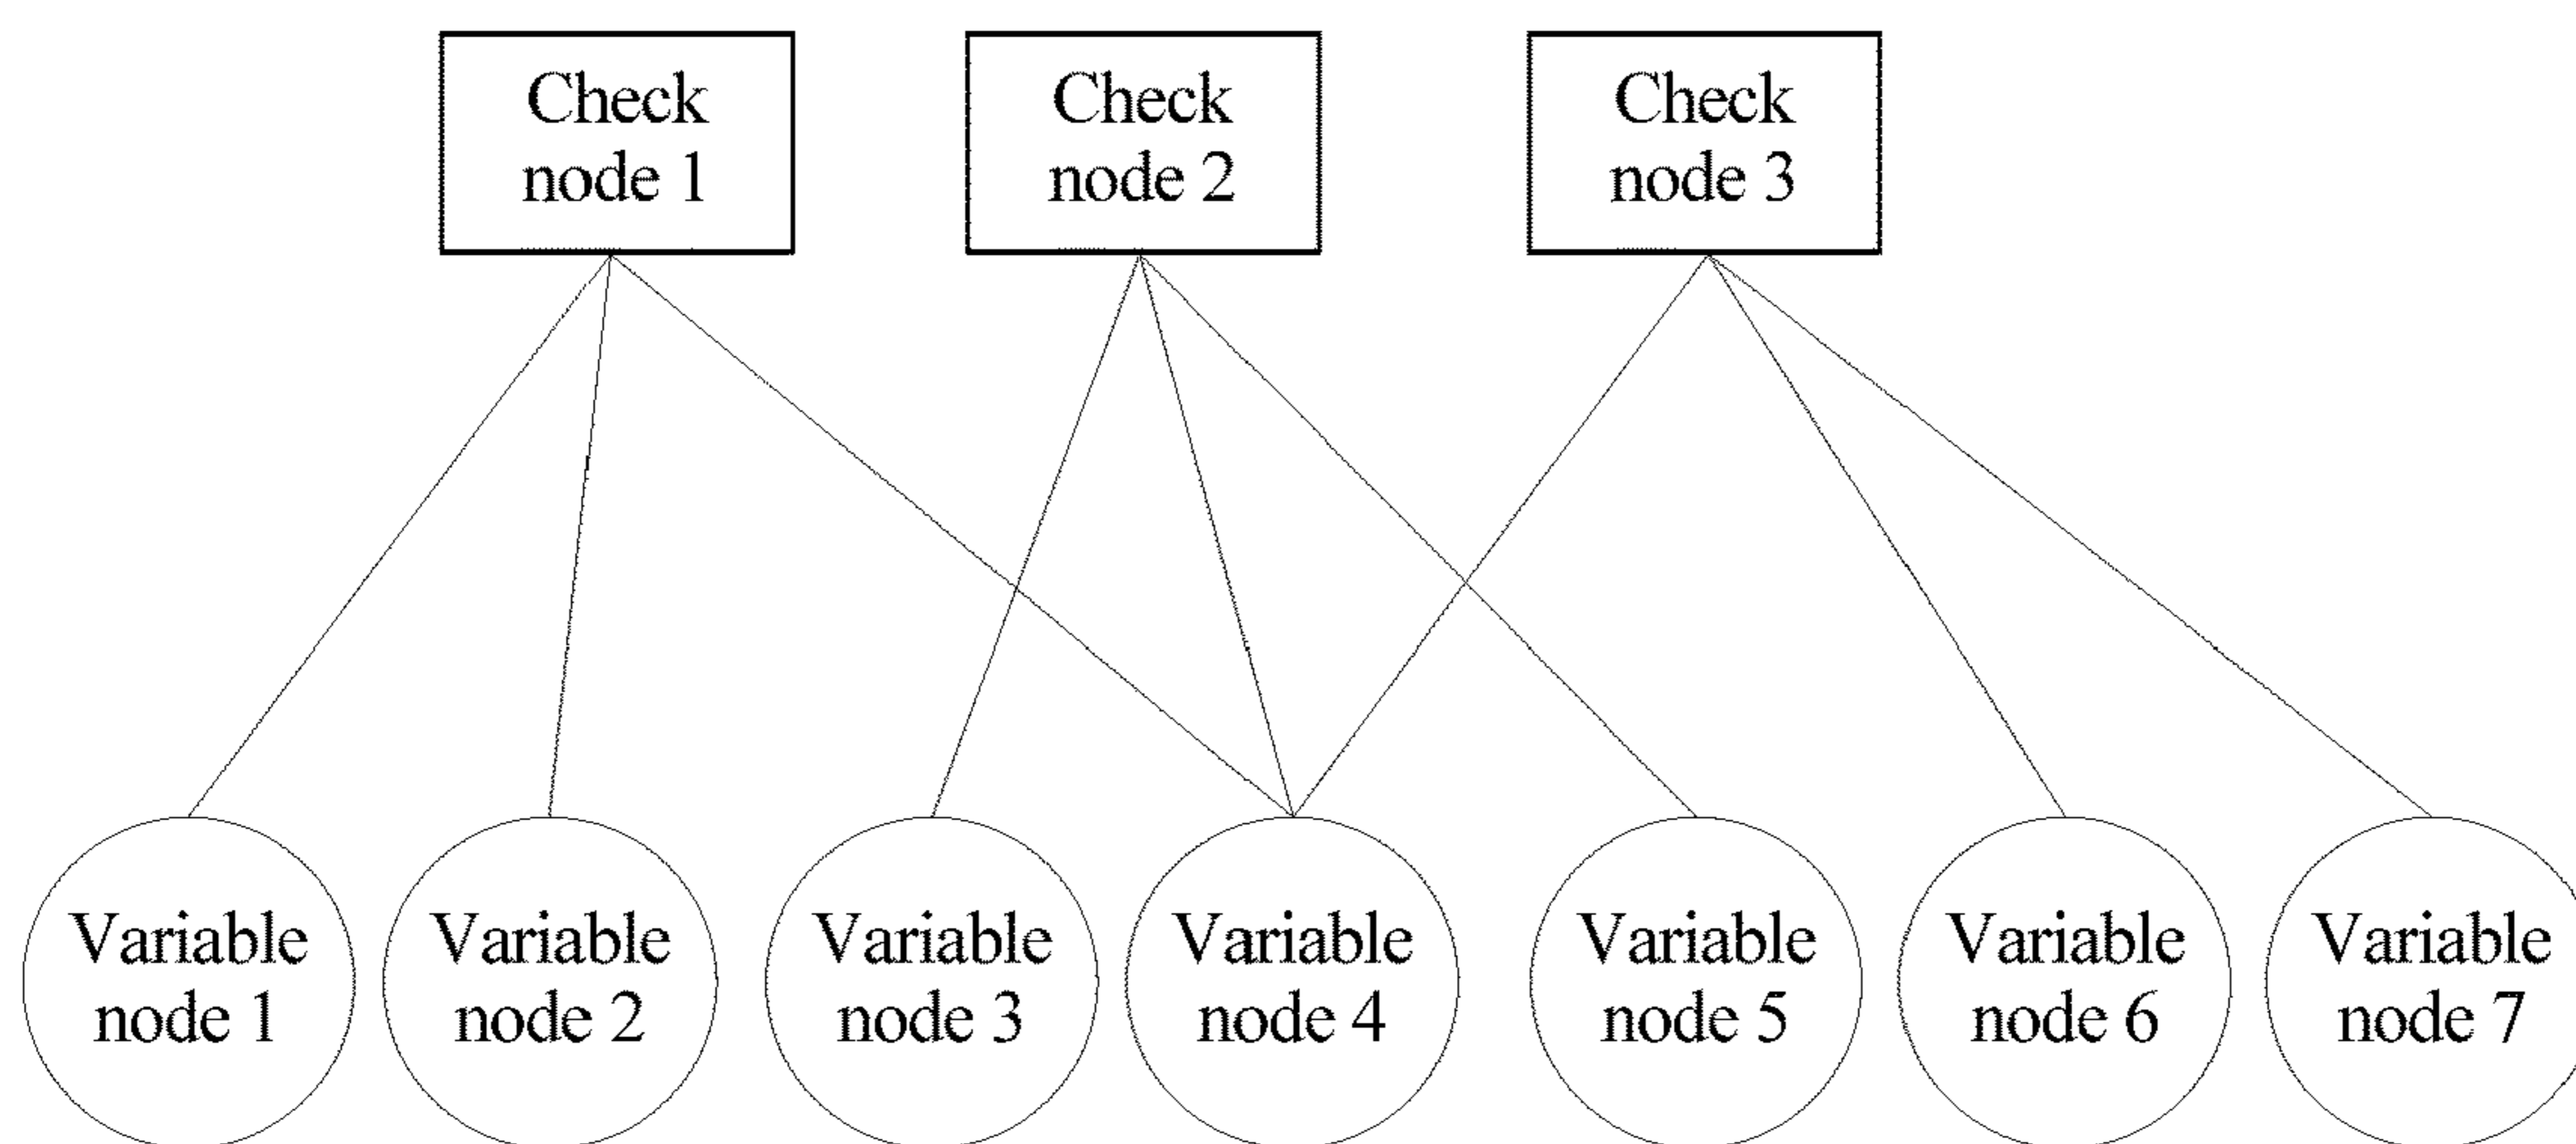 Check
node 1
Check
node 2
Check
node 3
Variable
node 1
Variable
node 2
Variable
node 3
Variable
node 4
Variable
node 5
Variable
node 6
Variable
node 7